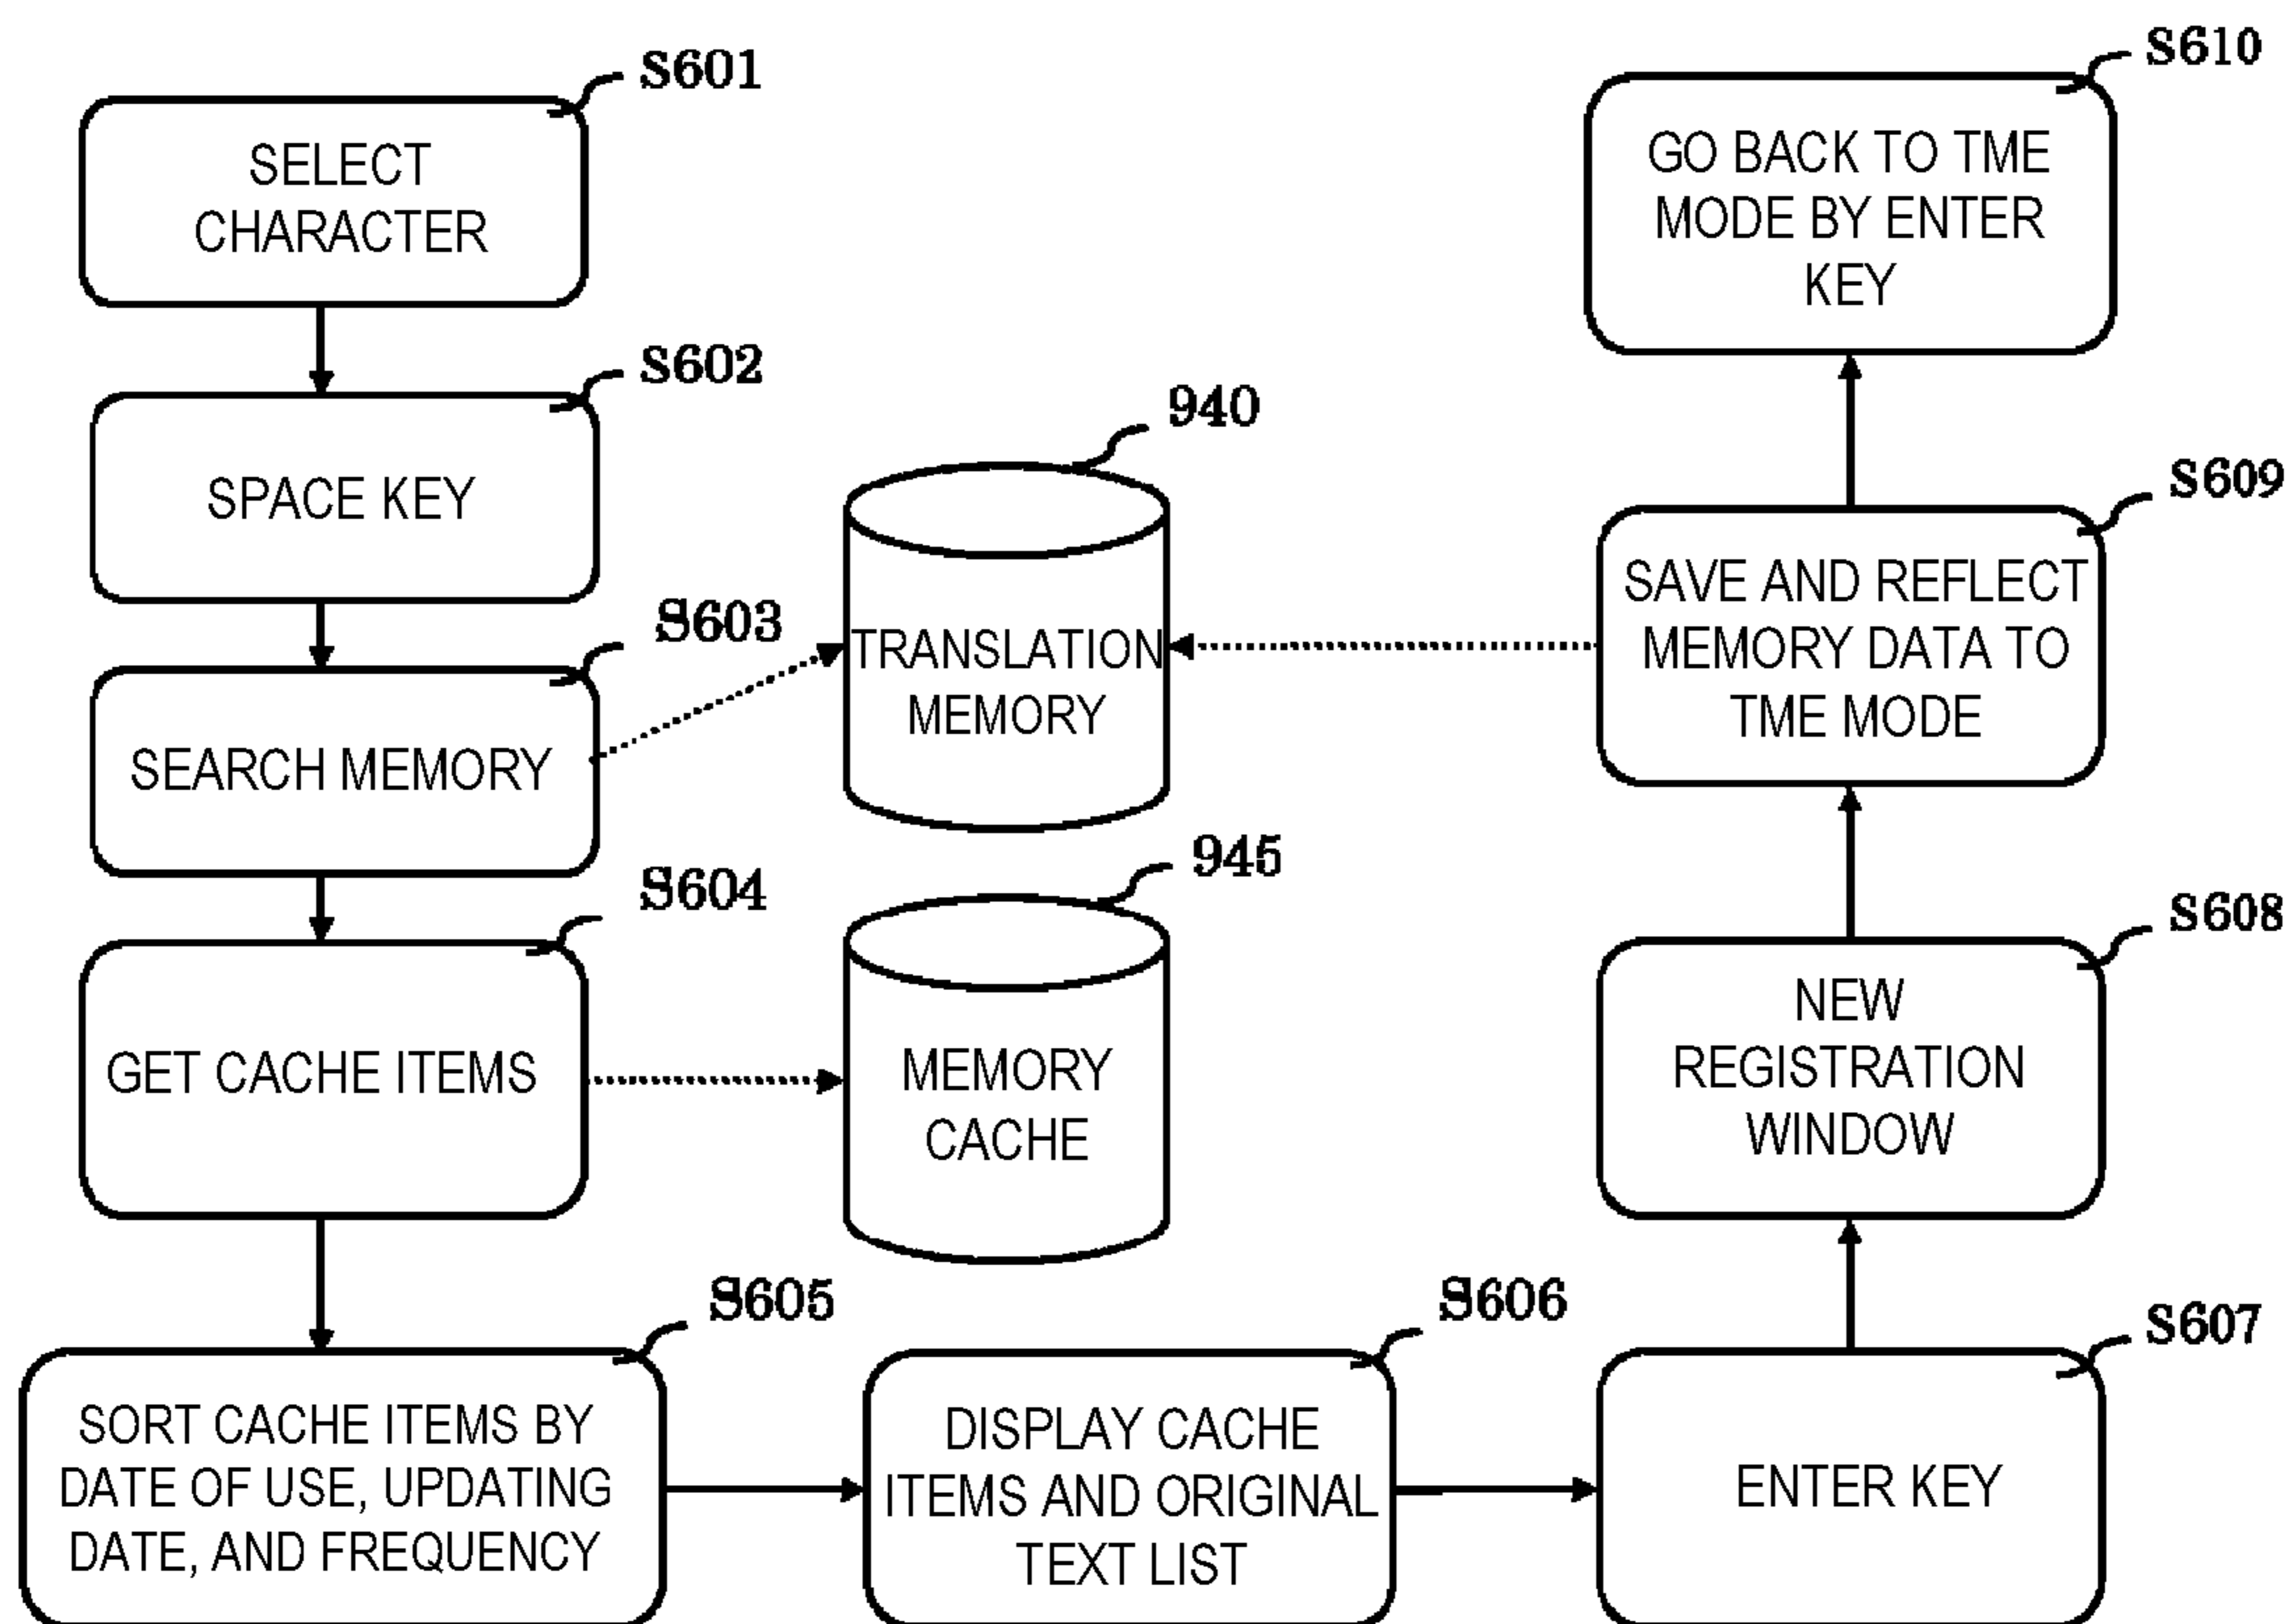 S601
SELECT
CHARACTER
S602
SPACE KEY
S603
SEARCH MEMORY
S604
GET CACHE ITEMS
940
TRANSLATION
MEMORY
945
MEMORY
CACHE
S605
SORT CACHE ITEMS BY
DATE OF USE, UPDATING
DATE, AND FREQUENCY
S606
DISPLAY CACHE
ITEMS AND ORIGINAL
TEXT LIST
S607
ENTER KEY
S608
NEW
REGISTRATION
WINDOW
S609
SAVE AND REFLECT
MEMORY DATA TO
TME MODE
S610
GO BACK TO TME
MODE BY ENTER
KEY